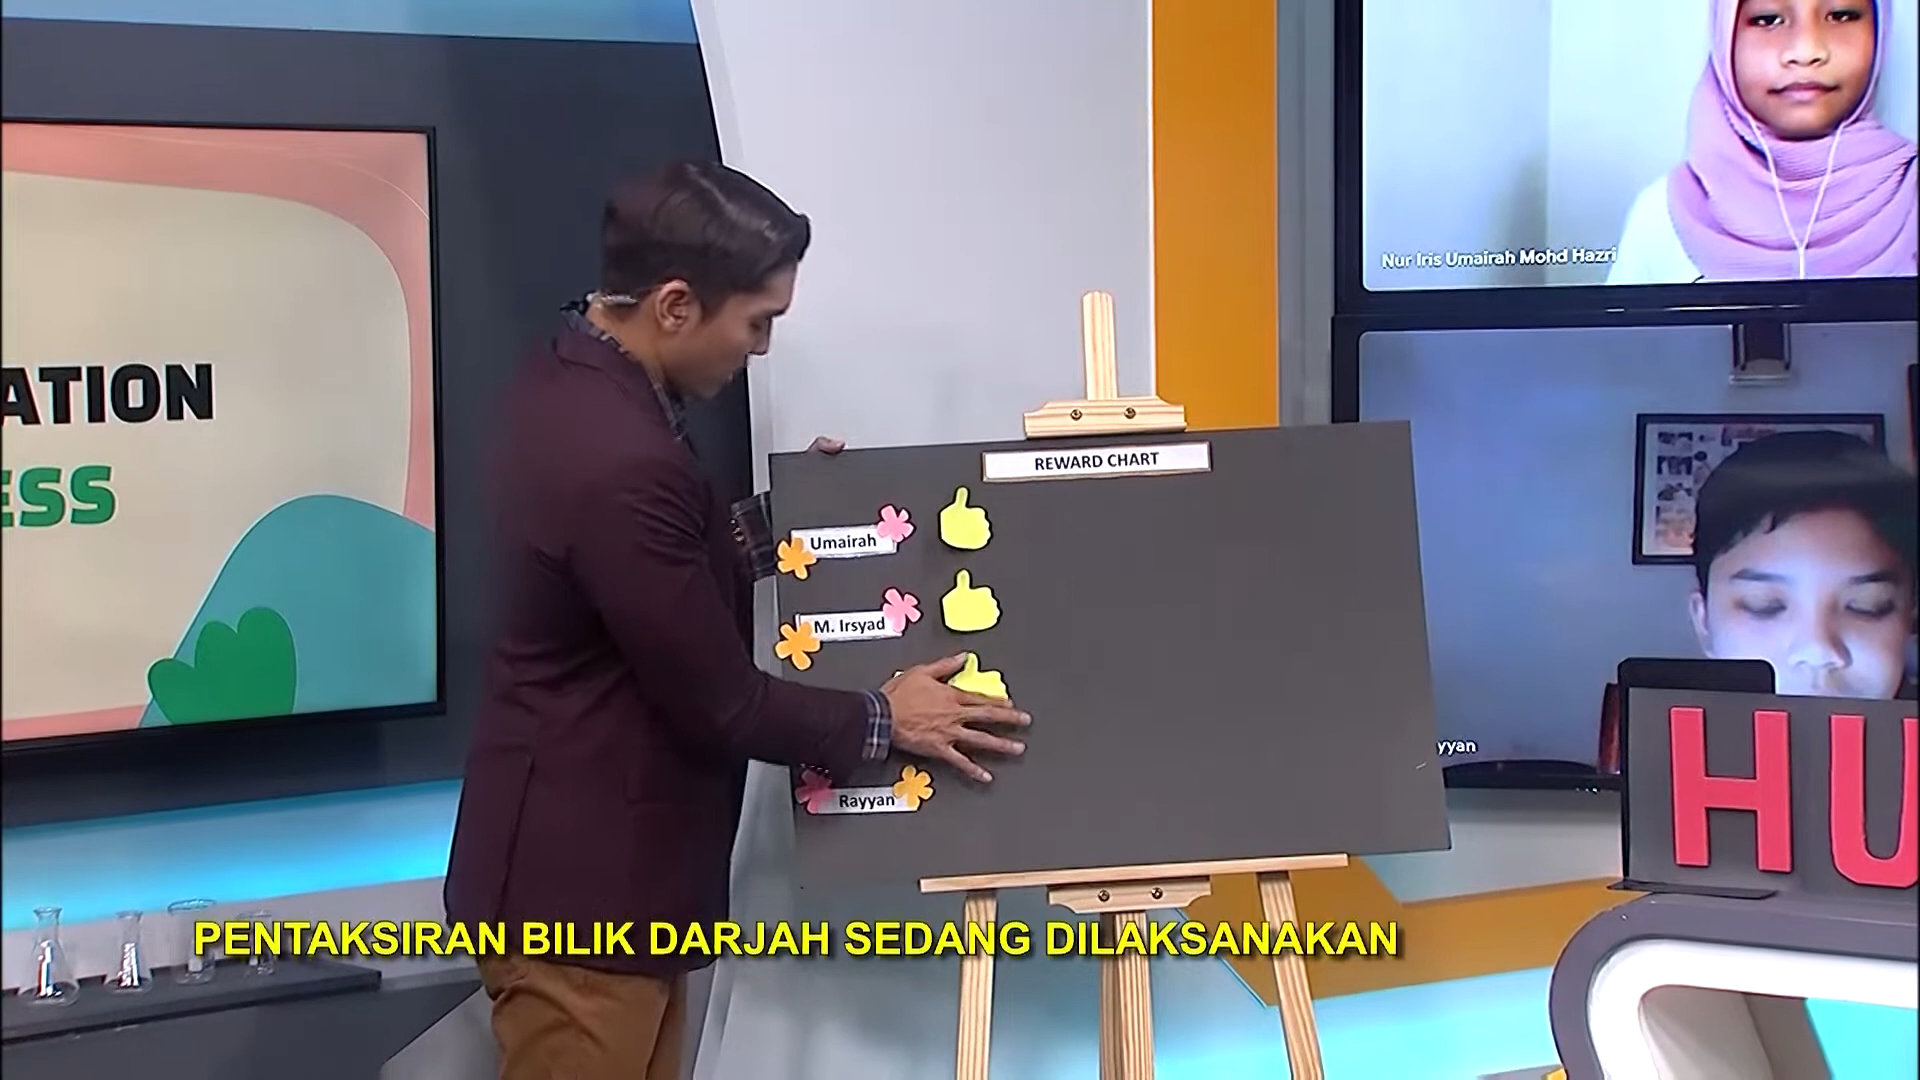 ATION
ESS
REWARD CHART
Umairah
M. Irsyad
Rayyan
Nur Iris Umairah Mohd Hazri
yyan
HU
PENTAKSIRAN BILIK DARJAH SEDANG DILAKSANAKAN